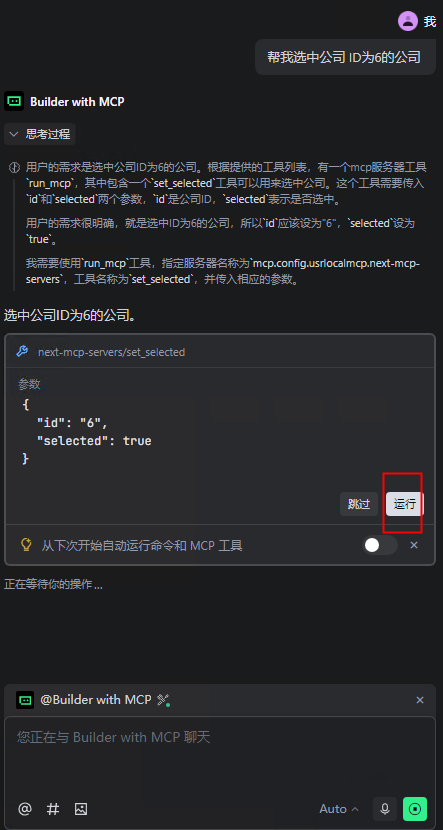 我
帮我选中公司 ID为6的公司
Builder with MCP
思考过程
用户的需求是选中公司ID为6的公司。根据提供的工具列表，有一个mcp服务器工具
`run_mcp`，其中包含一个`set_selected`工具可以用来选中公司。这个工具需要传入
`id`和`selected`两个参数，`id`是公司ID，`selected`表示是否选中。
用户的需求很明确，就是选中ID为6的公司，所以`id`应该设为"6"，`selected`设为
`true`。
我需要使用`run_mcp`工具，指定服务器名称为`mcp.config.usrlocalmcp.next-mcp-
servers`，工具名称为`set_selected`，并传入相应的参数。
选中公司ID为6的公司。
next-mcp-servers/set_selected
参数
{
"id": "6",
"selected": true
}
跳过 运行
从下次开始自动运行命令和 MCP 工具
正在等待你的操作 ...
@Builder with MCP
您正在与 Builder with MCP 聊天
Auto